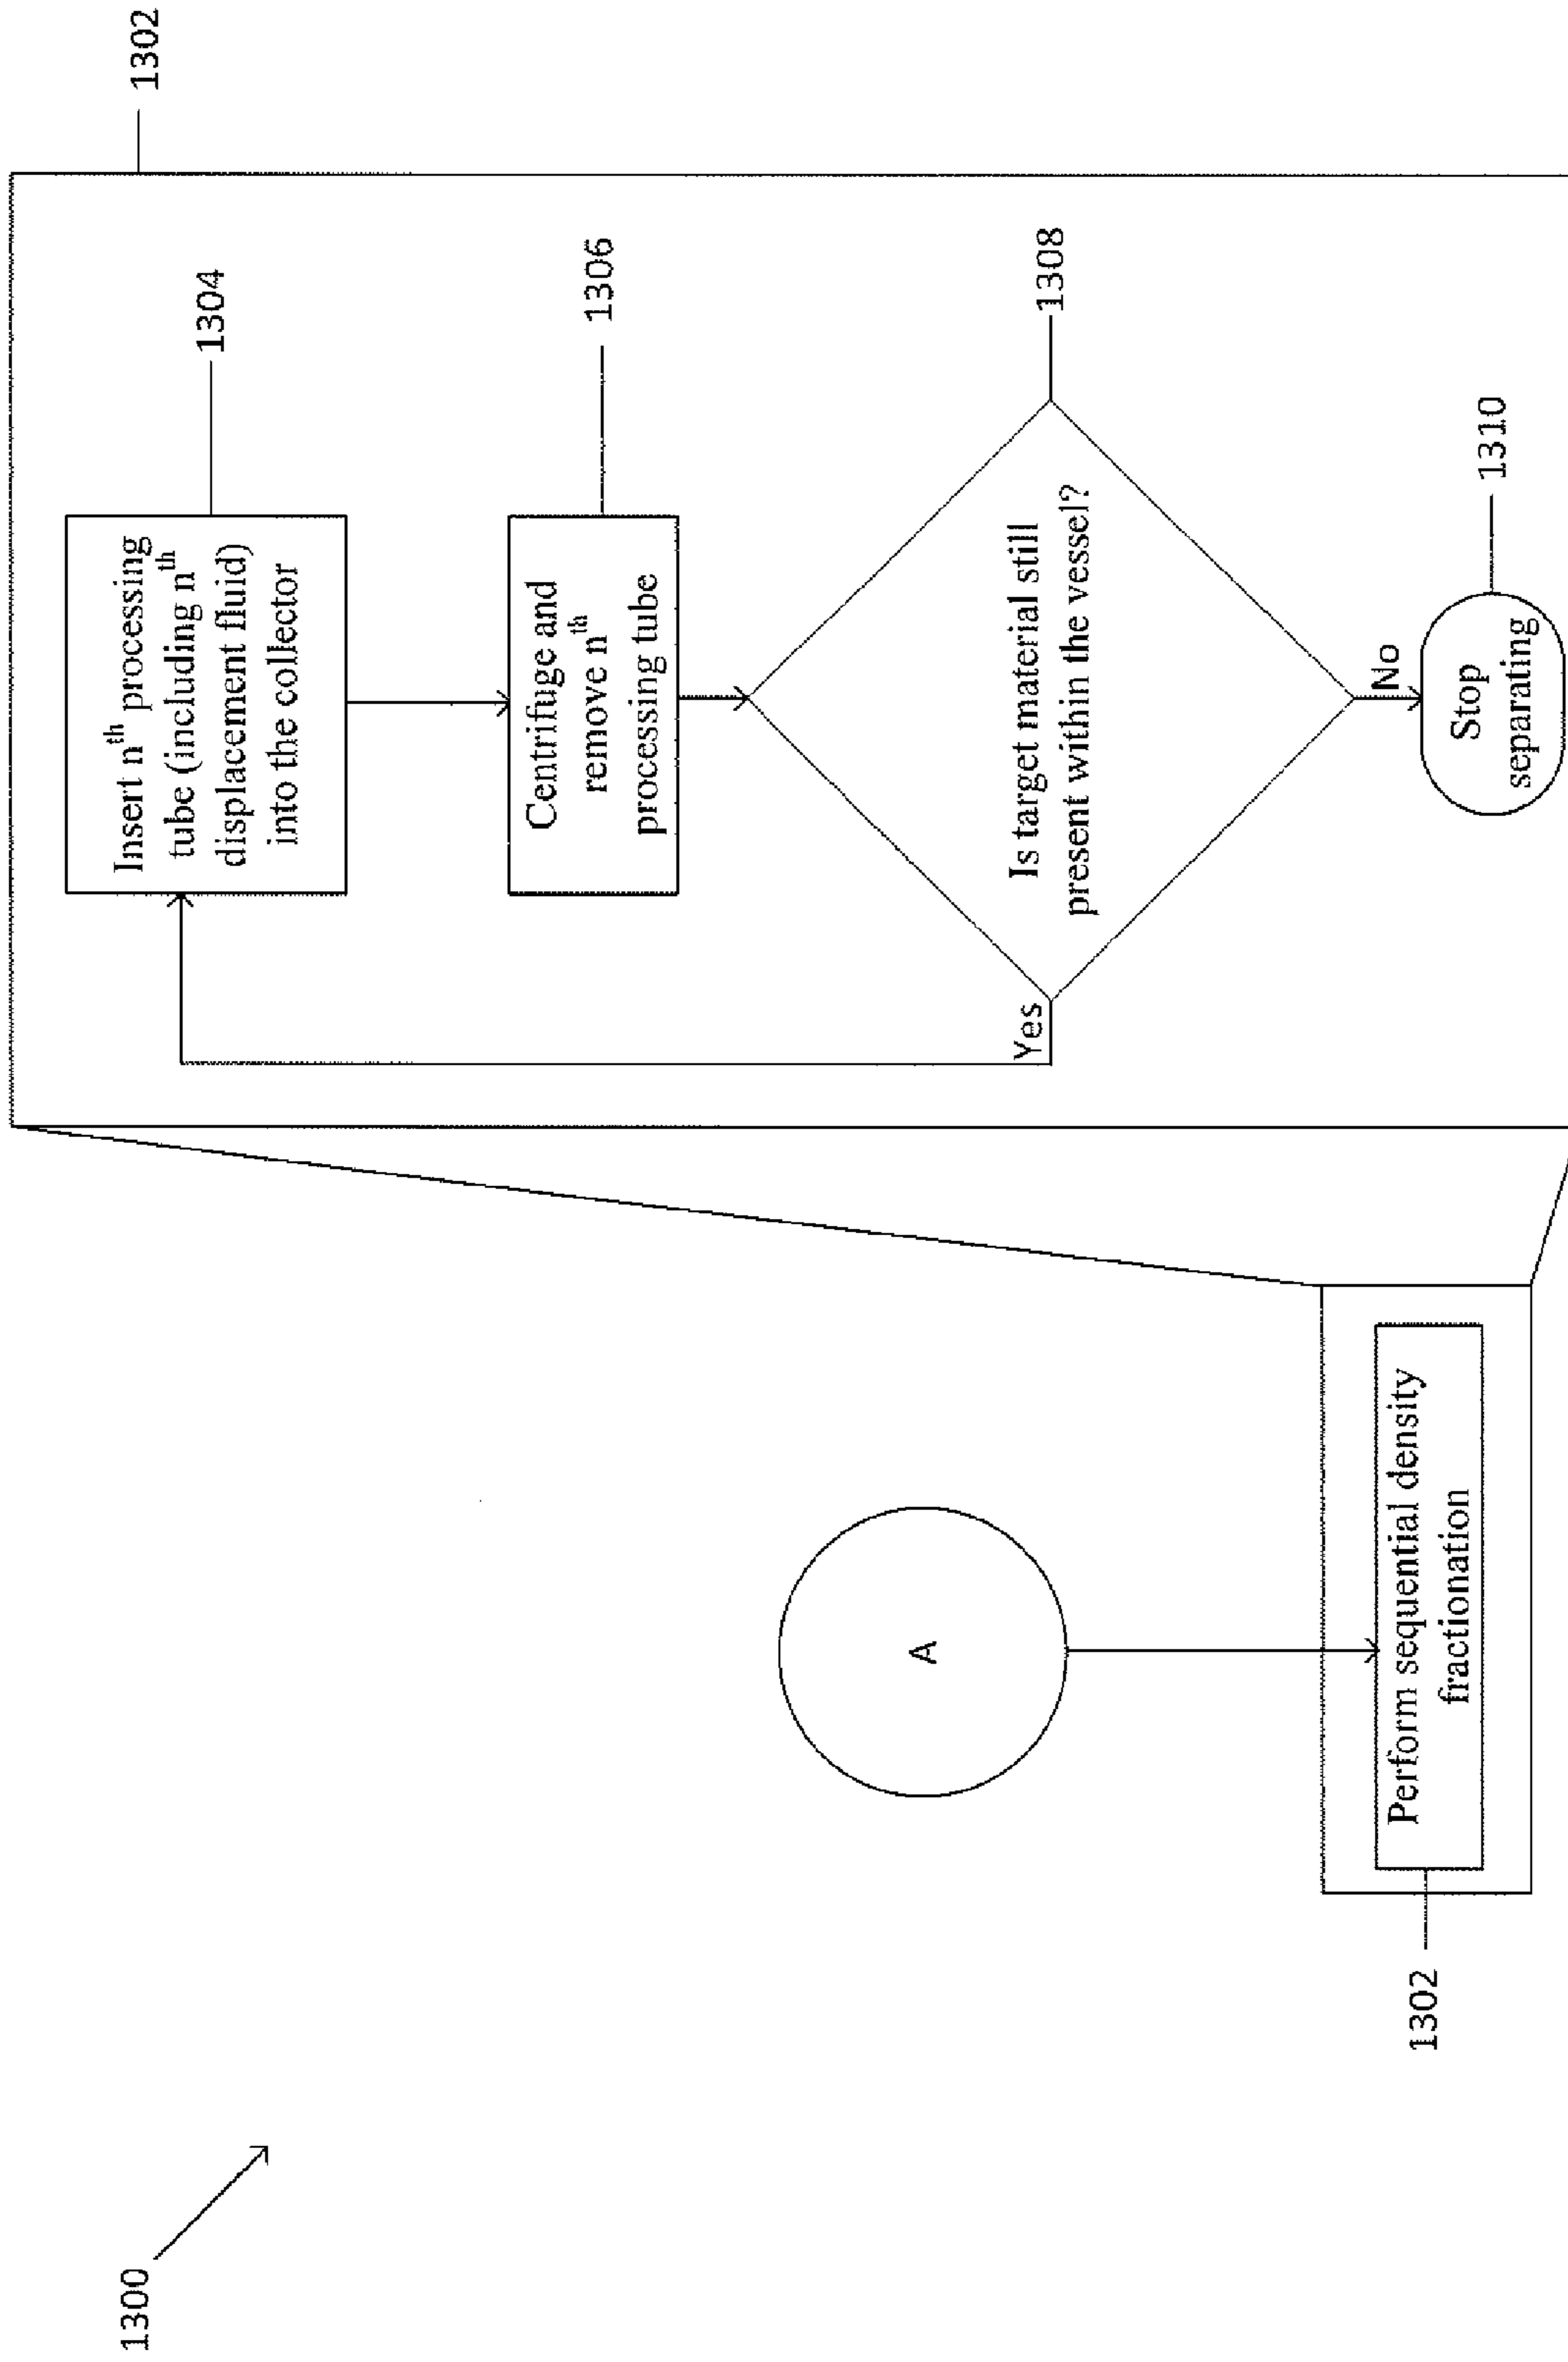 1300
A
Perform sequential density
fractionation
1302
1302
Insert nth processing
tube (including nth
displacement fluid)
into the collector
1304
Centrifuge and
remove nth
processing tube
1306
Is target material still
present within the vessel?
1308
Yes
No
Stop
separating
1310